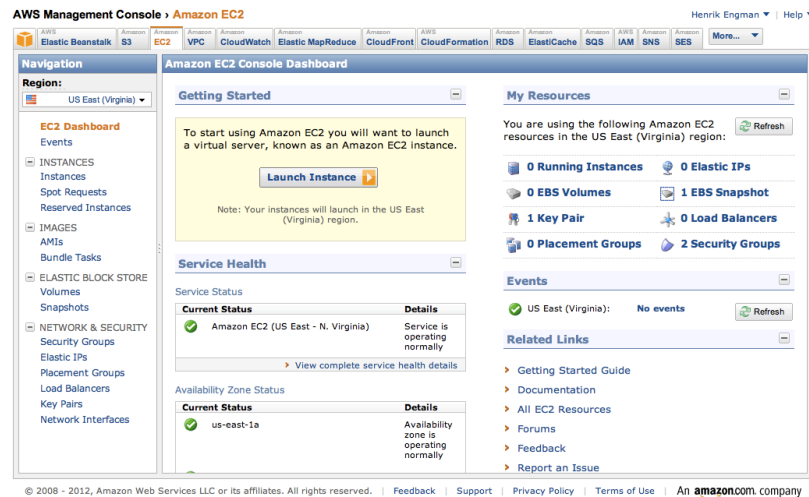 AWS Management Console › Amazon EC2
Henrik Engman
Help
AWS
Elastic Beanstalk
Amazon
S3
Amazon
EC2
Amazon
VPC
Amazon
CloudWatch
Amazon
Elastic MapReduce
Amazon
CloudFront
AWS
CloudFormation
Amazon
RDS
Amazon
ElastiCache
Amazon
SQS
AWS
IAM
Amazon
SNS
Amazon
SES
More...
Navigation
Region:
US East (Virginia)
EC2 Dashboard
Events
INSTANCES
Instances
Spot Requests
Reserved Instances
IMAGES
AMIs
Bundle Tasks
ELASTIC BLOCK STORE
Volumes
Snapshots
NETWORK & SECURITY
Security Groups
Elastic IPs
Placement Groups
Load Balancers
Key Pairs
Network Interfaces
Amazon EC2 Console Dashboard
Getting Started
To start using Amazon EC2 you will want to launch
a virtual server, known as an Amazon EC2 instance.
Launch Instance
Note: Your instances will launch in the US East
(Virginia) region.
Service Health
Service Status
Current Status Details
Amazon EC2 (US East - N. Virginia)
Service is
operating
normally
View complete service health details
Availability Zone Status
Current Status Details
us-east-1a
Availability
zone is
operating
normally
My Resources
You are using the following Amazon EC2
resources in the US East (Virginia) region:
Refresh
0 Running Instances
0 Elastic IPs
0 EBS Volumes
1 EBS Snapshot
1 Key Pair
0 Load Balancers
0 Placement Groups
2 Security Groups
Events
US East (Virginia): No events
Refresh
Related Links
Getting Started Guide
Documentation
All EC2 Resources
Forums
Feedback
Report an Issue
© 2008 - 2012, Amazon Web Services LLC or its affiliates. All rights reserved. | Feedback | Support | Privacy Policy | Terms of Use | An amazon.com. company